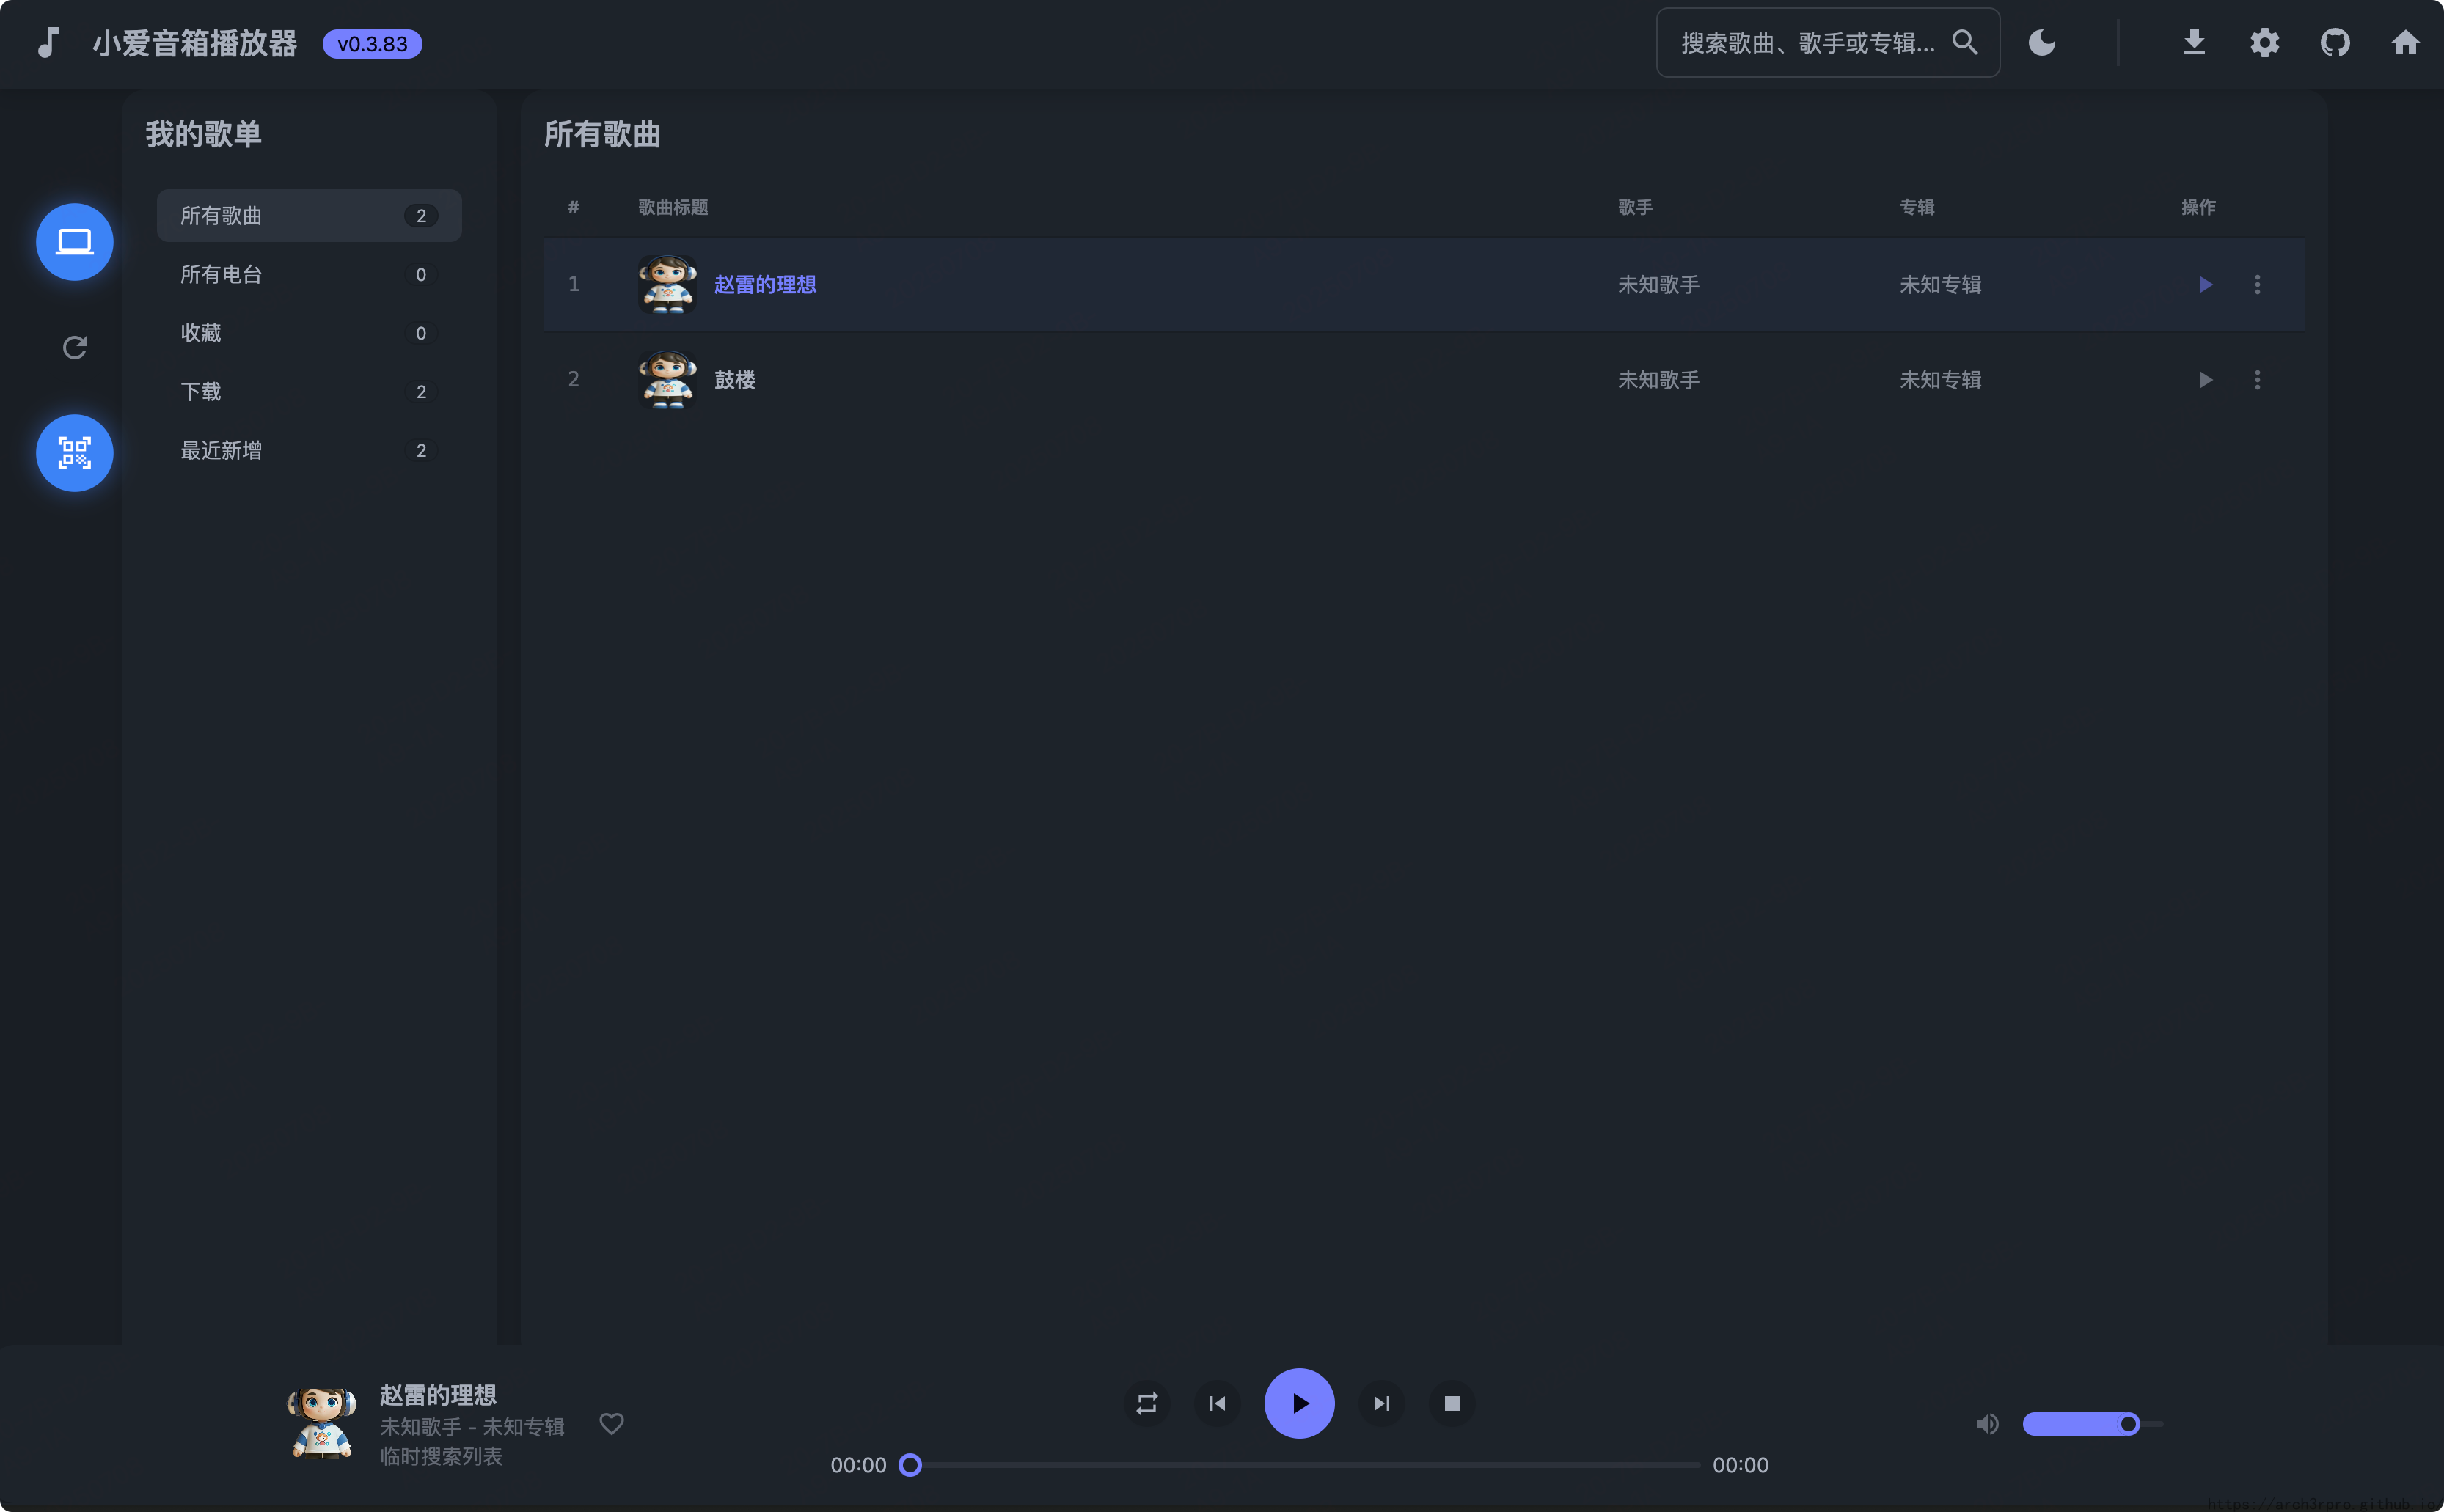 小爱音箱播放器 v0.3.83
搜索歌曲、歌手或专辑...
我的歌单
所有歌曲 2
所有电台 0
收藏 0
下载 2
最近新增 2
所有歌曲
# 歌曲标题 歌手 专辑 操作
1 赵雷的理想 未知歌手 未知专辑
2 鼓楼 未知歌手 未知专辑
赵雷的理想
未知歌手 - 未知专辑
临时搜索列表
00:00 00:00
https://arch3rpro.github.io